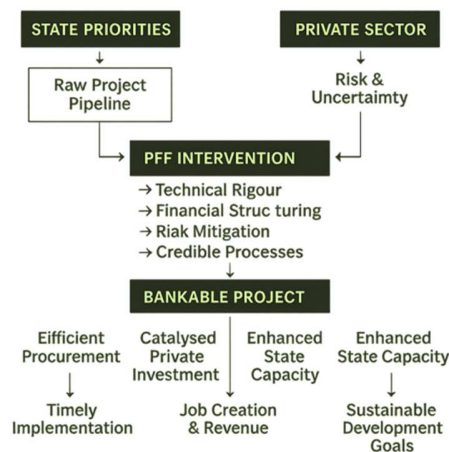 STATE PRIORITIES
PRIVATE SECTOR
Raw Project
Pipeline
Risk &
Uncertaimty
PFF INTERVENTION
→ Technical Rigour
→ Financial Struc turing
→ Riak Mitigation
→ Credible Processes
BANKABLE PROJECT
Eifficient
Procurement
Catalysed
Private
Investment
Enhanced
State
Capacity
Enhanced
State Capacity
Timely
Implementation
Job Creation
& Revenue
Sustainable
Development
Goals